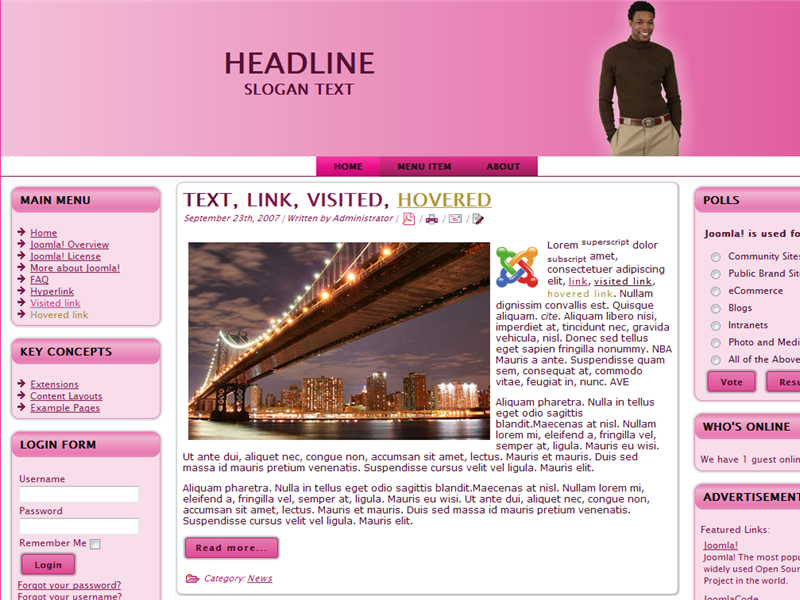 HEADLINE
SLOGAN TEXT
HOME MENU ITEM ABOUT
MAIN MENU
Home
Joomla! Overview
Joomla! License
More about Joomla!
FAQ
Hyperlink
Visited link
Hovered link
KEY CONCEPTS
Extensions
Content Layouts
Example Pages
LOGIN FORM
Username
Password
Remember Me
Login
Forgot your password?
Forgot your username?
TEXT, LINK, VISITED, HOVERED
September 23th, 2007 | Written by Administrator | / / /
Lorem superscript dolor
subscript amet,
consectetuer adipiscing
elit, link, visited link,
hovered link. Nullam
dignissim convallis est. Quisque
aliquam. cite. Aliquam libero nisi,
imperdiet at, tincidunt nec, gravida
vehicula, nisl. Donec sed tellus
eget sapien fringilla nonummy. NBA
Mauris a ante. Suspendisse quam
sem, consequat at, commodo
vitae, feugiat in, nunc. AVE
Aliquam pharetra. Nulla in tellus
eget odio sagittis
blandit.Maecenas at nisl. Nullam
lorem mi, eleifend a, fringilla vel,
semper at, ligula. Mauris eu wisi.
Ut ante dui, aliquet nec, congue non, accumsan sit amet, lectus. Mauris et mauris. Duis sed
massa id mauris pretium venenatis. Suspendisse cursus velit vel ligula. Mauris elit.
Aliquam pharetra. Nulla in tellus eget odio sagittis blandit.Maecenas at nisl. Nullam lorem mi,
eleifend a, fringilla vel, semper at, ligula. Mauris eu wisi. Ut ante dui, aliquet nec, congue non,
accumsan sit amet, lectus. Mauris et mauris. Duis sed massa id mauris pretium venenatis.
Suspendisse cursus velit vel ligula. Mauris elit.
Read more...
Category: News
POLLS
Joomla! is used fo
Community Sites
Public Brand Sit
eCommerce
Blogs
Intranets
Photo and Medi
All of the Above
Vote Resu
WHO'S ONLINE
We have 1 guest onlin
ADVERTISEMENT
Featured Links:
Joomla!
Joomla! The most popu
widely used Open Sour
Project in the world.
JoomlaCode